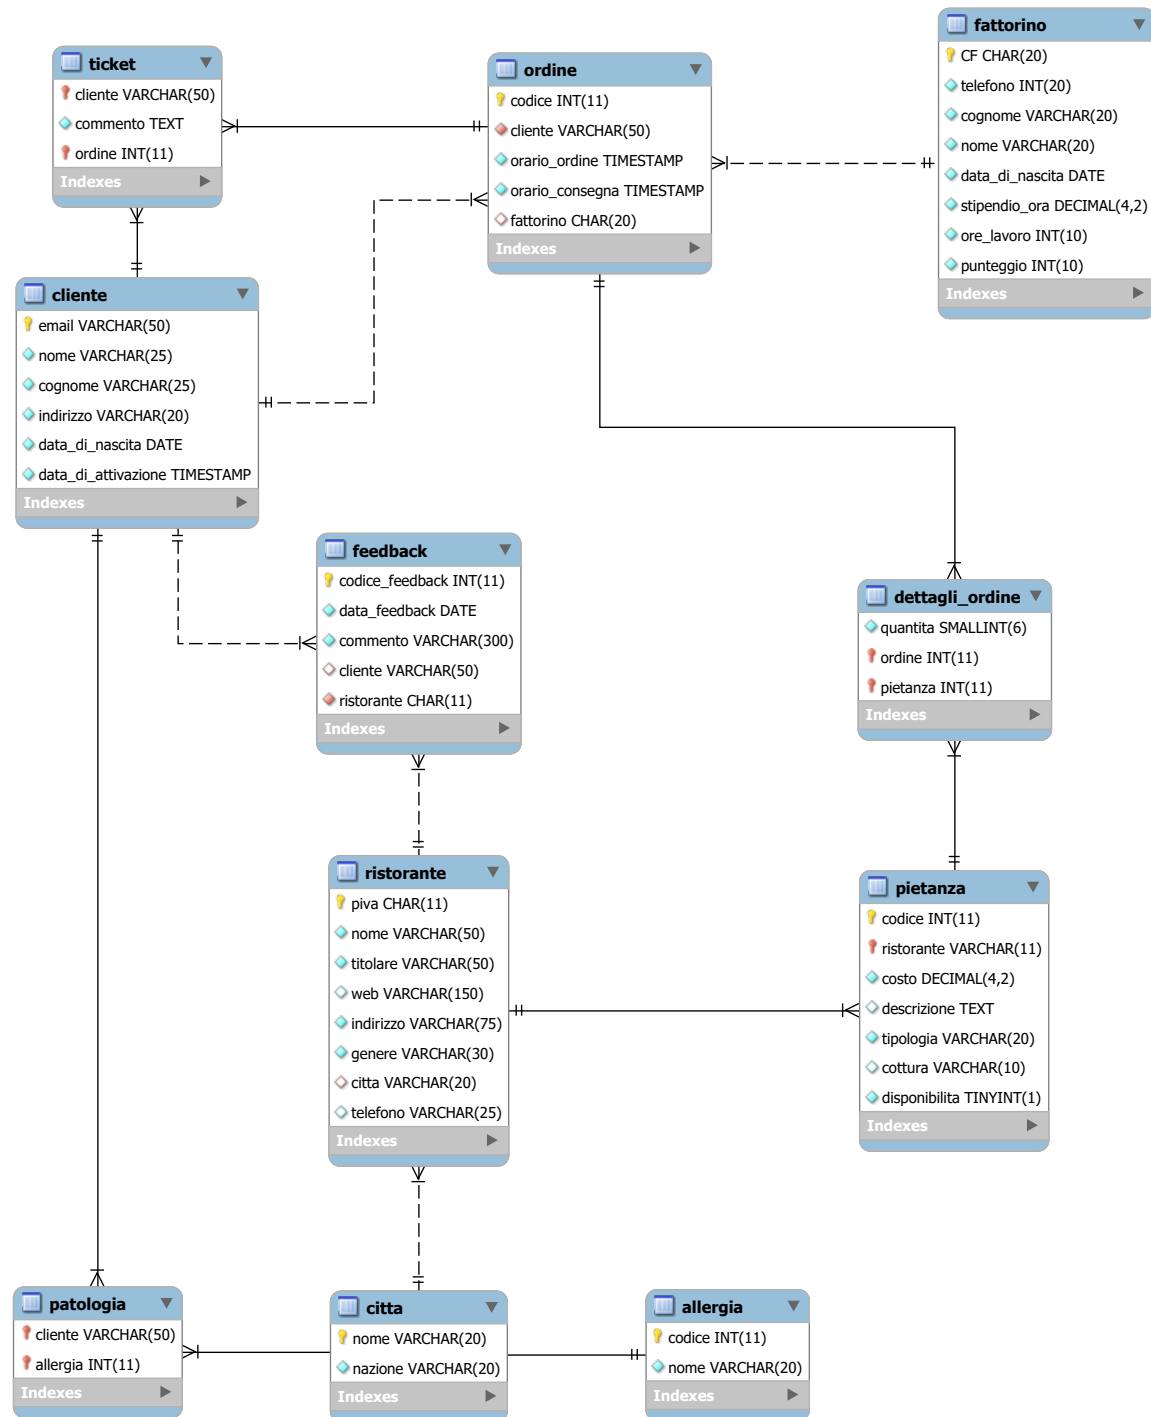 ticket
cliente VARCHAR(50)
commento TEXT
ordine INT(11)
Indexes
ordine
codice INT(11)
cliente VARCHAR(50)
orario_ordine TIMESTAMP
orario_consegna TIMESTAMP
fattorino CHAR(20)
Indexes
fattorino
CF CHAR(20)
telefono INT(20)
cognome VARCHAR(20)
nome VARCHAR(20)
data_di_nascita DATE
stipendio_ora DECIMAL(4,2)
ore_lavoro INT(10)
punteggio INT(10)
Indexes
cliente
email VARCHAR(50)
nome VARCHAR(25)
cognome VARCHAR(25)
indirizzo VARCHAR(20)
data_di_nascita DATE
data_di_attivazione TIMESTAMP
Indexes
feedback
codice_feedback INT(11)
data_feedback DATE
commento VARCHAR(300)
cliente VARCHAR(50)
ristorante CHAR(11)
Indexes
dettagli_ordine
quantita SMALLINT(6)
ordine INT(11)
pietanza INT(11)
Indexes
ristorante
piva CHAR(11)
nome VARCHAR(50)
titolare VARCHAR(50)
web VARCHAR(150)
indirizzo VARCHAR(75)
genere VARCHAR(30)
citta VARCHAR(20)
telefono VARCHAR(25)
Indexes
pietanza
codice INT(11)
ristorante VARCHAR(11)
costo DECIMAL(4,2)
descrizione TEXT
tipologia VARCHAR(20)
cottura VARCHAR(10)
disponibilita TINYINT(1)
Indexes
patologia
cliente VARCHAR(50)
allergia INT(11)
Indexes
citta
nome VARCHAR(20)
nazione VARCHAR(20)
Indexes
allergia
codice INT(11)
nome VARCHAR(20)
Indexes